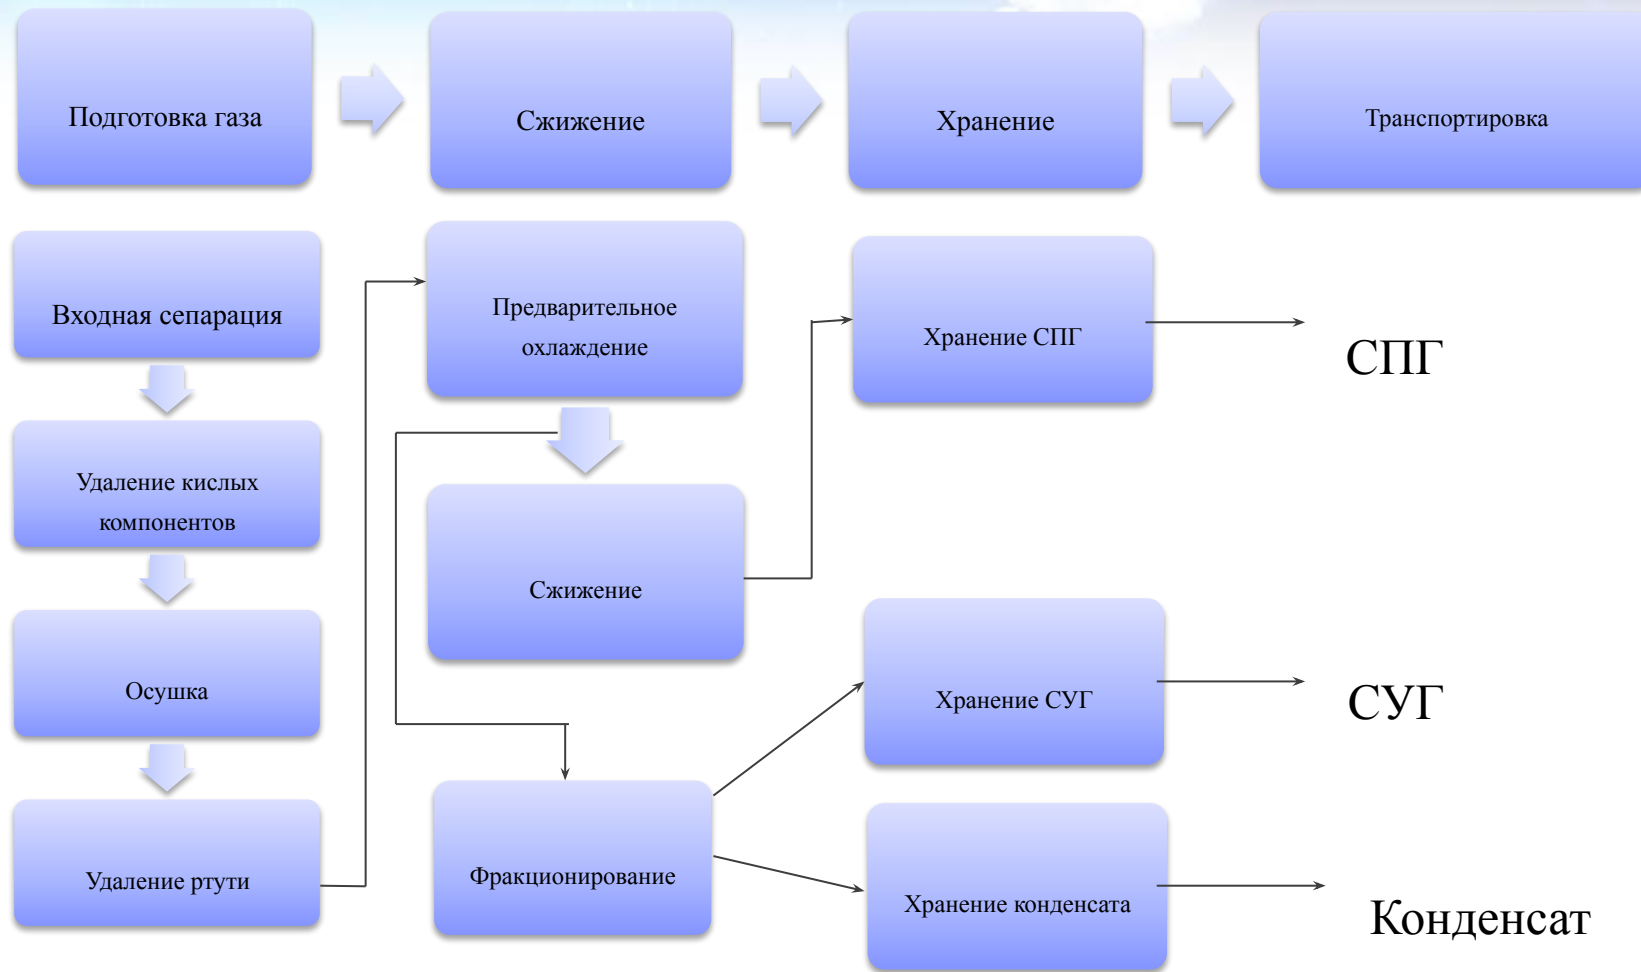 Подготовка газа
Сжижение
Хранение
Транспортировка
Входная сепарация
Удаление кислых
компонентов
Осушка
Удаление ртути
Предварительное
охлаждение
Сжижение
Фракционирование
Хранение СПГ
Хранение СУГ
Хранение конденсата
СПГ
СУГ
Конденсат